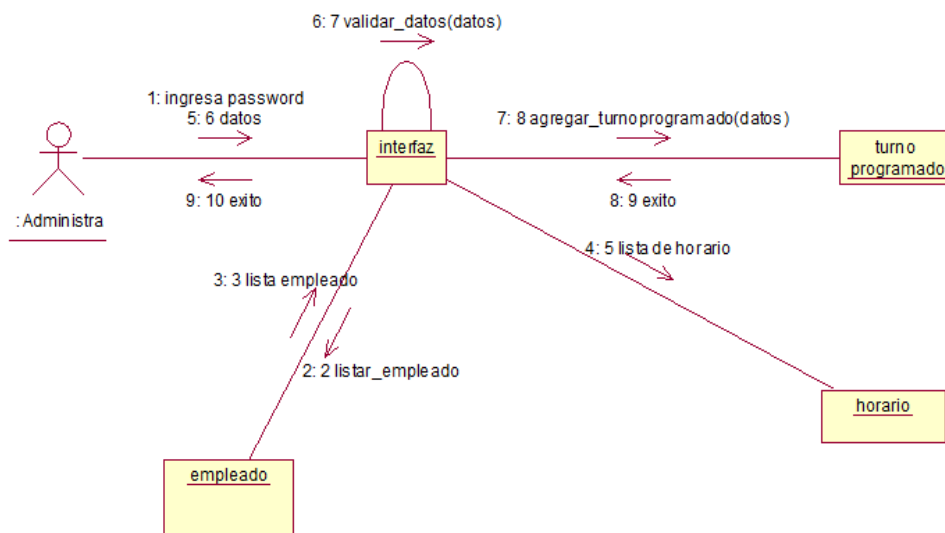 6: 7 validar_datos(datos)
1: ingresa password
5: 6 datos
7: 8 agregar_turnoprogramado(datos)
interfaz
turno
programado
9: 10 exito
8: 9 exito
: Administra
4: 5 lista de horario
3: 3 lista empleado
2: 2 listar_empleado
horario
empleado